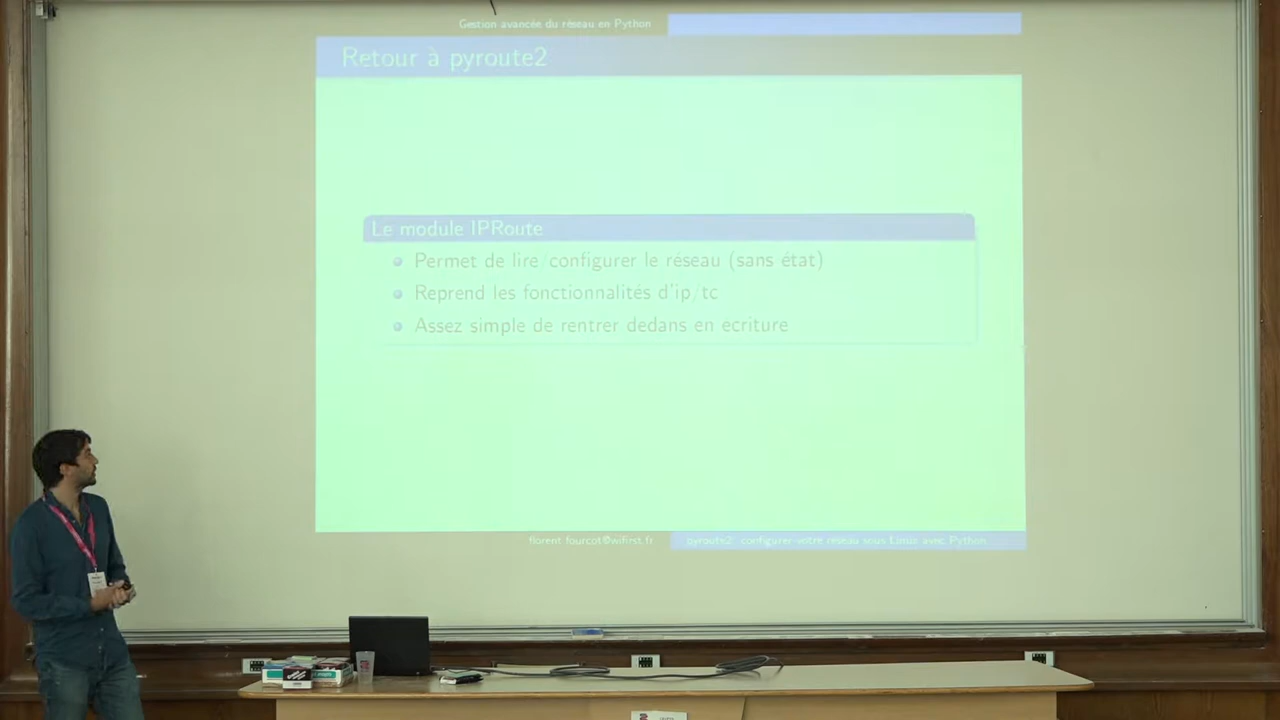 Gestion avancée du réseau en Python
Retour à pyroute2
Le module IPRoute
Permet de lire/configurer le réseau (sans état)
Reprend les fonctionnalités d'ip/tc
Assez simple de rentrer dedans en ecriture
florent.fourcot@wifirst.fr
pyroute2: configurer votre réseau sous Linux avec Python